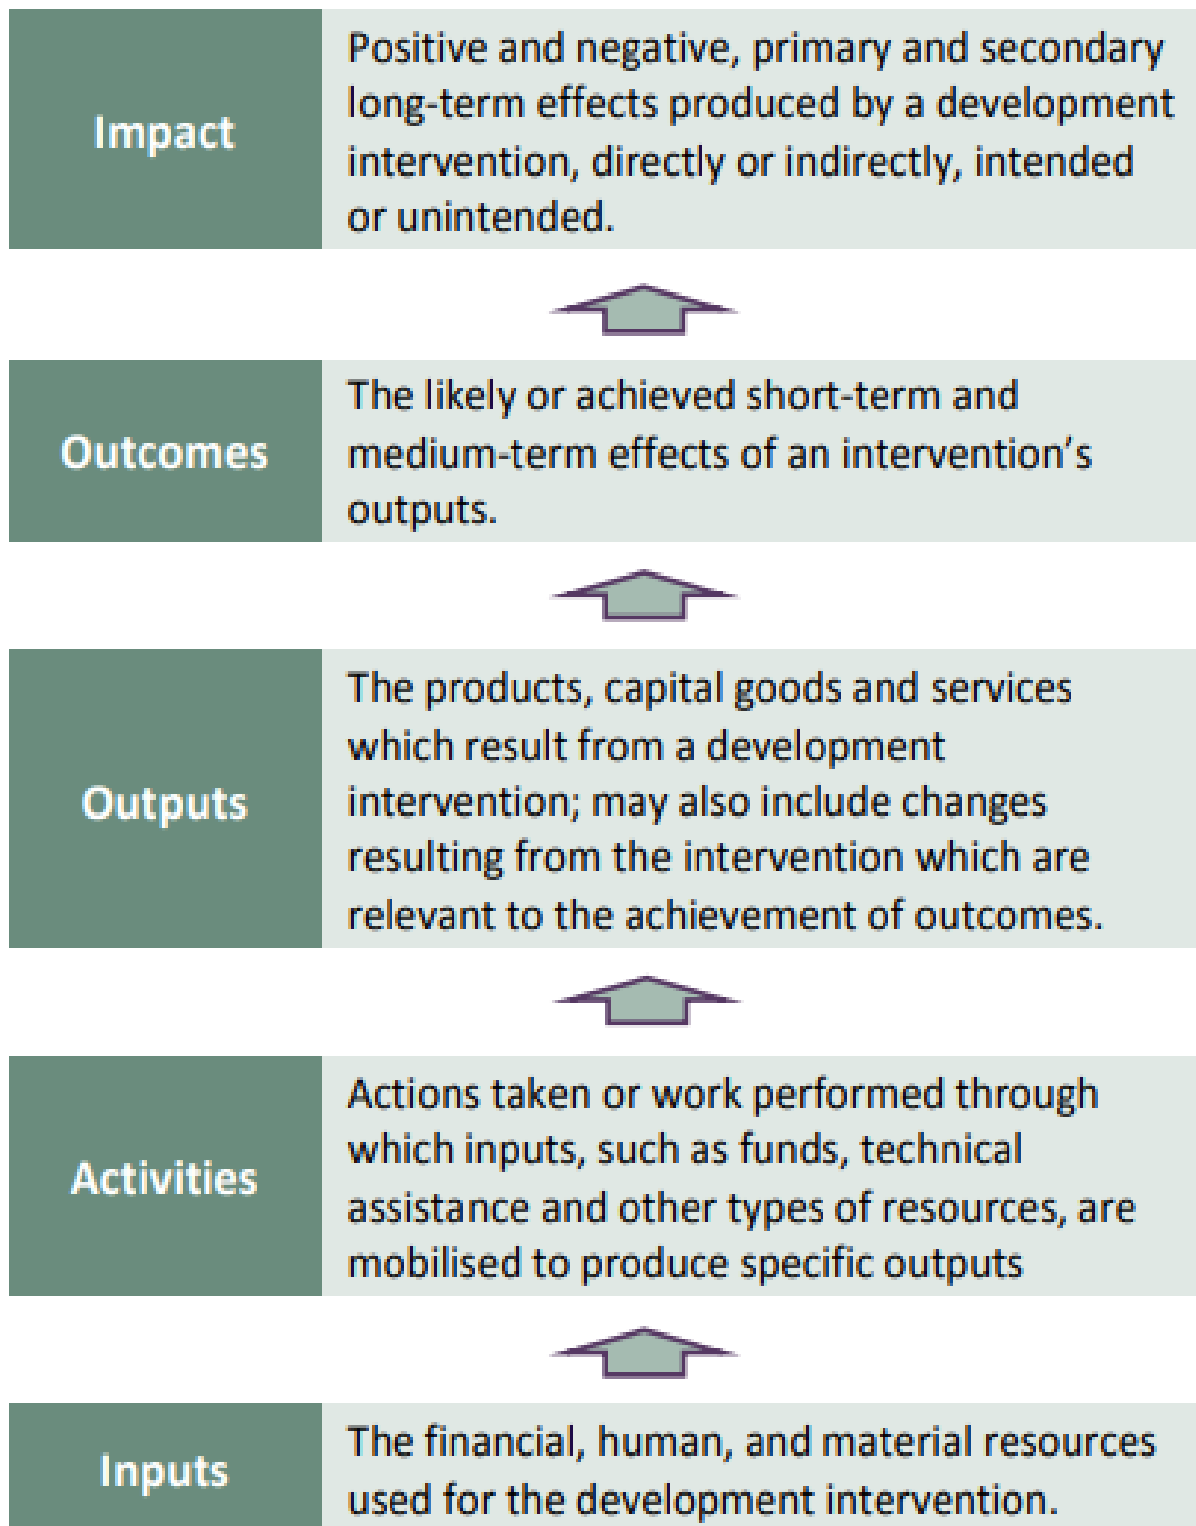 Impact
Positive and negative, primary and secondary
long-term effects produced by a development
intervention, directly or indirectly, intended
or unintended.
Outcomes
The likely or achieved short-term and
medium-term effects of an intervention’s
outputs.
Outputs
The products, capital goods and services
which result from a development
intervention; may also include changes
resulting from the intervention which are
relevant to the achievement of outcomes.
Activities
Actions taken or work performed through
which inputs, such as funds, technical
assistance and other types of resources, are
mobilised to produce specific outputs
Inputs
The financial, human, and material resources
used for the development intervention.